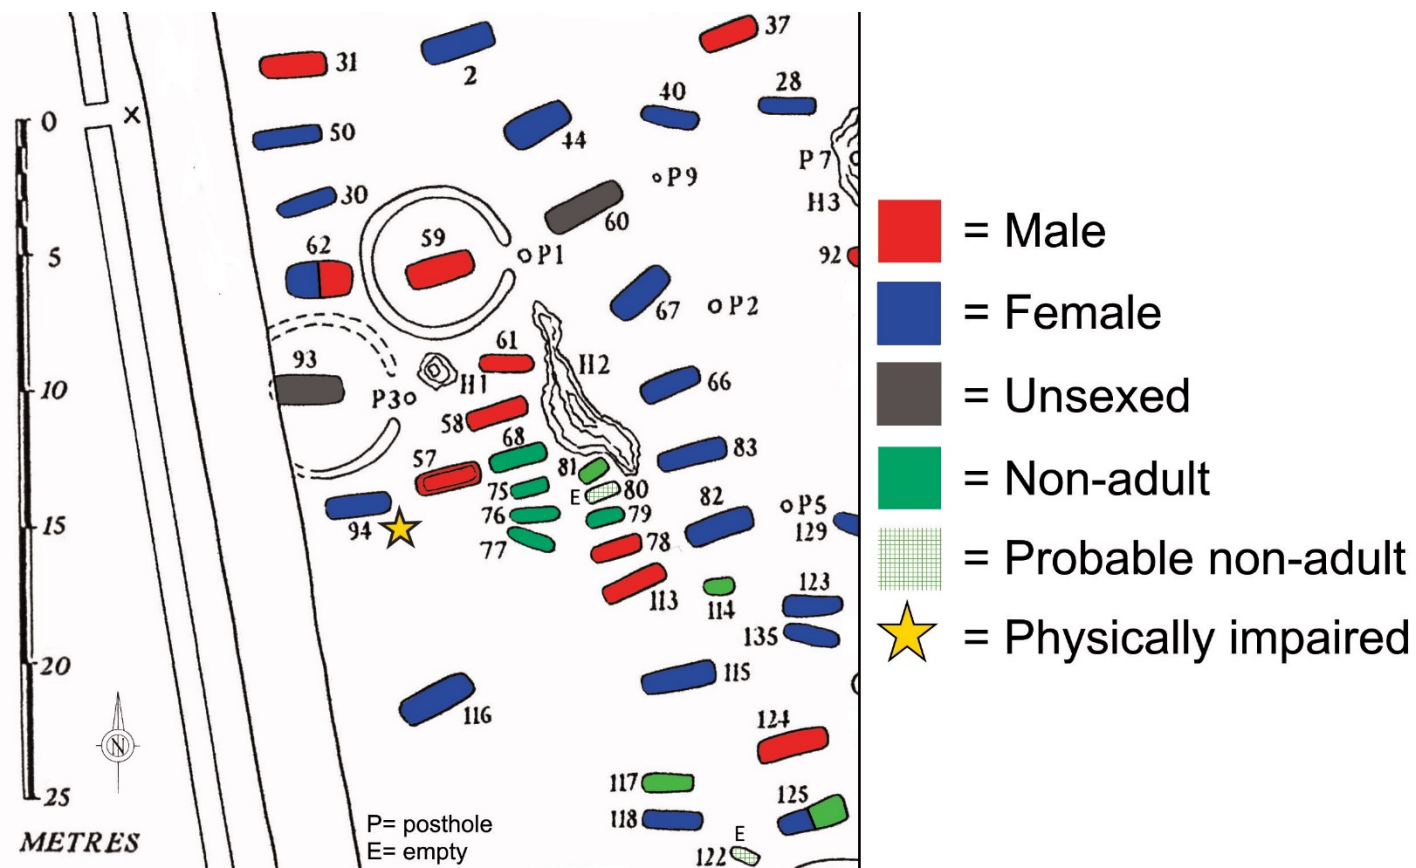 31
2
37
28
40
0
X
50
44
P 7
30
P 9
H3
60
62
59
5
P1
92
67
P 2
61
93
H2
H1
66
10
P3
58
68
83
57
81
E
80
75
82
79
P5
76
15
94
129
78
77
123
113
114
135
20
115
116
124
N
117
125
25
118
P= posthole
E
METRES
E= empty
122
= Male
= Female
= Unsexed
= Non-adult
= Probable non-adult
= Physically impaired